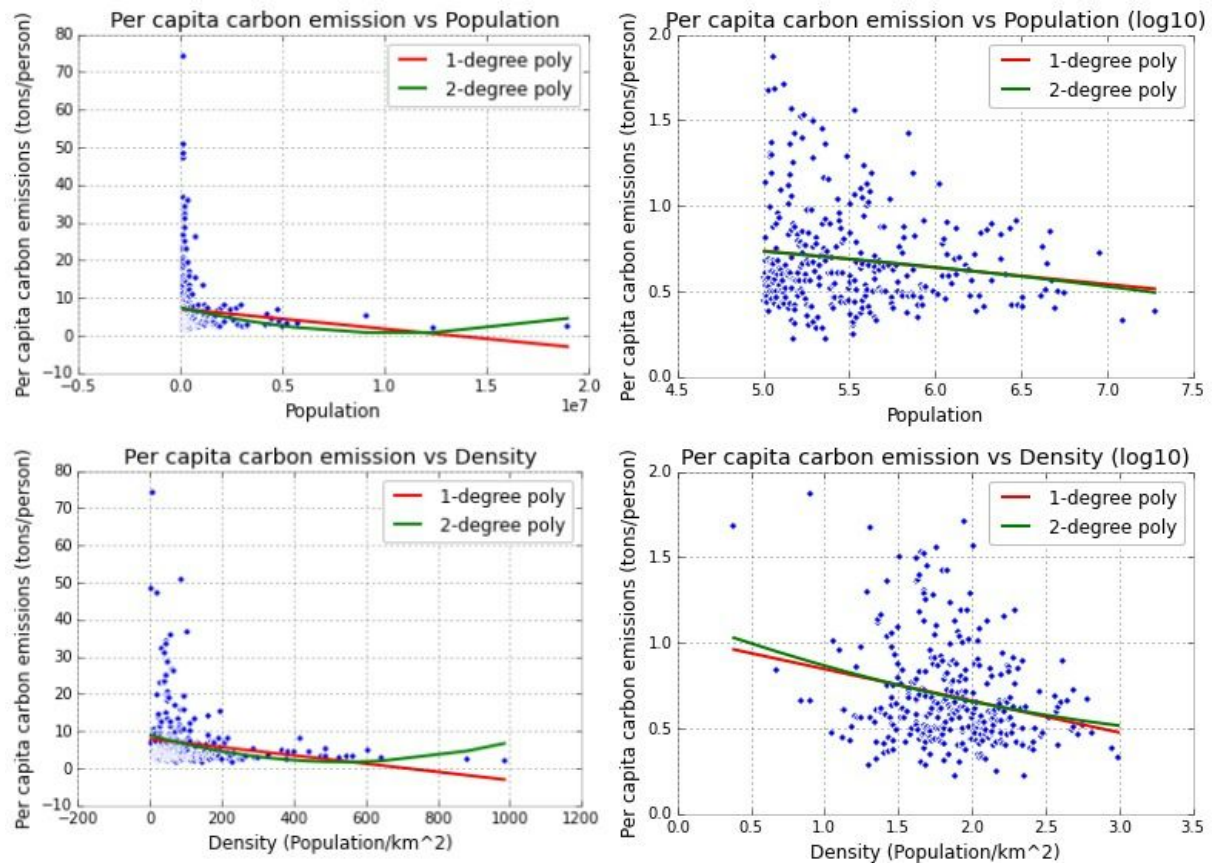 Per capita carbon emission vs Population
Per capita carbon emissions (tons/person)
80
70
60
50
40
30
20
10
0
−10
1-degree poly
2-degree poly
−0.5 0.0 0.5 1.0 1.5 2.0
1e7
Population
Per capita carbon emission vs Population (log10)
Per capita carbon emissions (tons/person)
2.0
1.5
1.0
0.5
0.0
1-degree poly
2-degree poly
4.5 5.0 5.5 6.0 6.5 7.0 7.5
Population
Per capita carbon emission vs Density
Per capita carbon emissions (tons/person)
80
70
60
50
40
30
20
10
0
−10
1-degree poly
2-degree poly
−200 0 200 400 600 800 1000 1200
Density (Population/km^2)
Per capita carbon emission vs Density (log10)
Per capita carbon emissions (tons/person)
2.0
1.5
1.0
0.5
0.0
1-degree poly
2-degree poly
0.0 0.5 1.0 1.5 2.0 2.5 3.0 3.5
Density (Population/km^2)